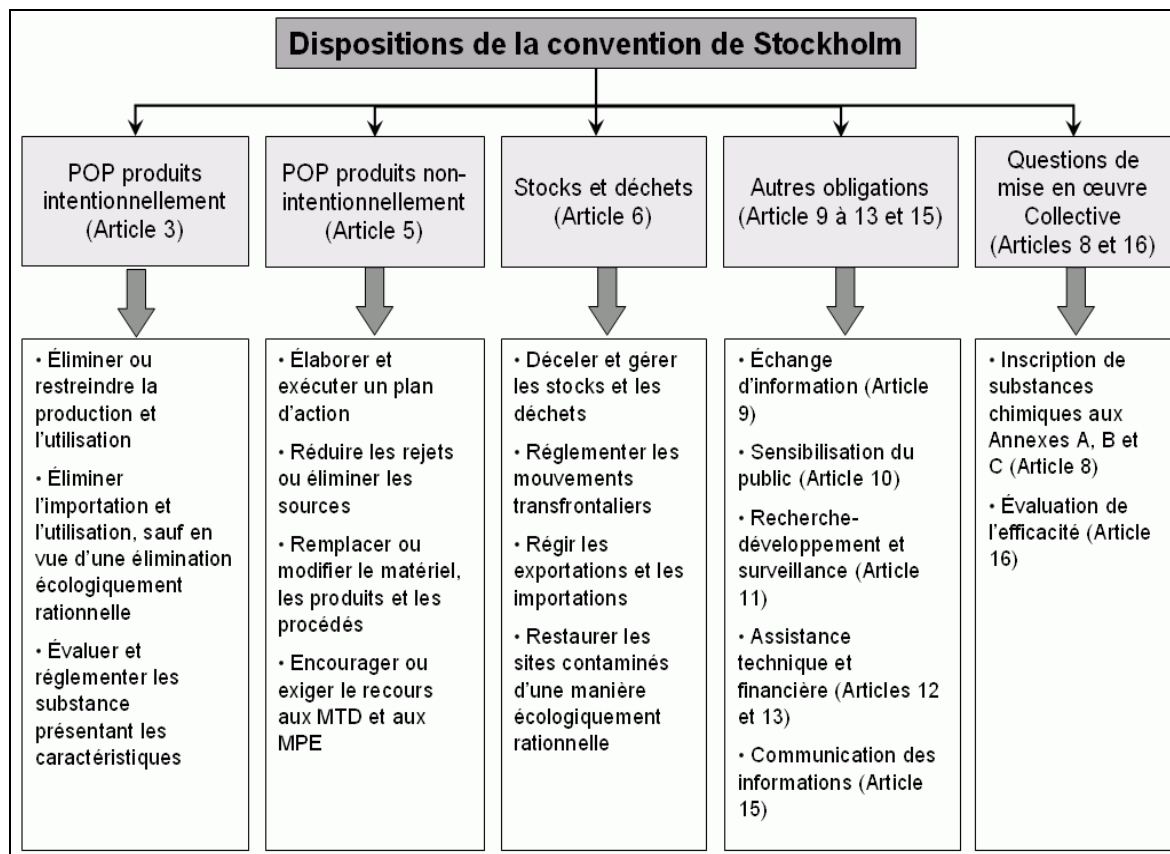 Dispositions de la convention de Stockholm
POP produits
intentionnellement
(Article 3)
POP produits non-
intentionnellement
(Article 5)
Stocks et déchets
(Article 6)
Autres obligations
(Article 9 à 13 et 15)
Questions de
mise en œuvre
Collective
(Articles 8 et 16)
• Éliminer ou
restreindre la
production et
l'utilisation
• Éliminer
l'importation et
l'utilisation, sauf en
vue d'une élimination
écologiquement
rationnelle
• Évaluer et
réglementer les
substance
présentant les
caractéristiques
• Élaborer et
exécuter un plan
d'action
• Réduire les rejets
ou éliminer les
sources
• Remplacer ou
modifier le matériel,
les produits et les
procédés
• Encourager ou
exiger le recours
aux MTD et aux
MPE
• Déceler et gérer
les stocks et les
déchets
• Réglementer les
mouvements
transfrontaliers
• Régir les
exportations et les
importations
• Restaurer les
sites contaminés
d'une manière
écologiquement
rationnelle
• Échange
d'information (Article
9)
• Sensibilisation du
public (Article 10)
• Recherche-
développement et
surveillance (Article
11)
• Assistance
technique et
financière (Articles 12
et 13)
• Communication des
informations (Article
15)
• Inscription de
substances
chimiques aux
Annexes A, B et
C (Article 8)
• Évaluation de
l'efficacité (Article
16)